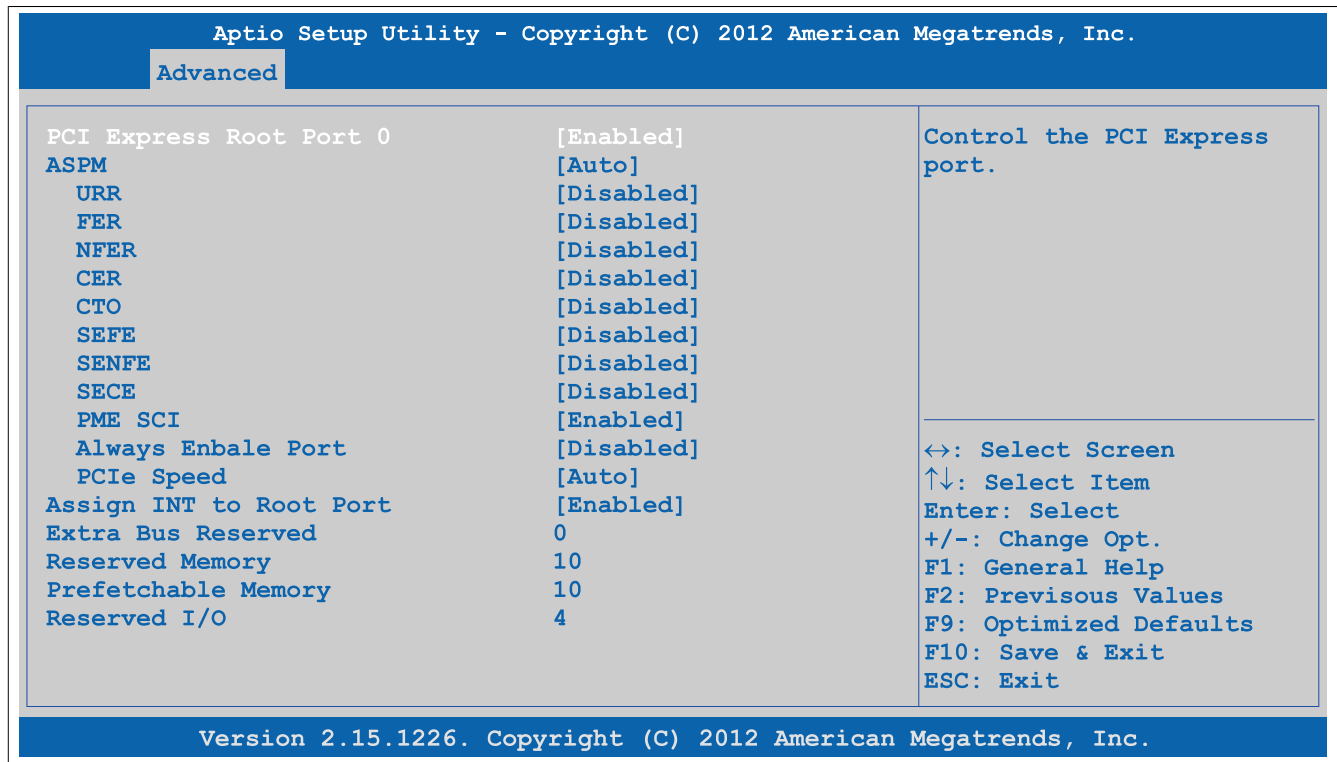 Aptio Setup Utility - Copyright (C) 2012 American Megatrends, Inc.
Advanced
PCI Express Root Port 0 [Enabled]
ASPM [Auto]
URR [Disabled]
FER [Disabled]
NFER [Disabled]
CER [Disabled]
CTO [Disabled]
SEFE [Disabled]
SENFE [Disabled]
SECE [Disabled]
PME SCI [Enabled]
Always Enbale Port [Disabled]
PCIe Speed [Auto]
Assign INT to Root Port [Enabled]
Extra Bus Reserved 0
Reserved Memory 10
Prefetchable Memory 10
Reserved I/O 4
Control the PCI Express
port.
↔: Select Screen
↑↓: Select Item
Enter: Select
+/-: Change Opt.
F1: General Help
F2: Previsous Values
F9: Optimized Defaults
F10: Save & Exit
ESC: Exit
Version 2.15.1226. Copyright (C) 2012 American Megatrends, Inc.